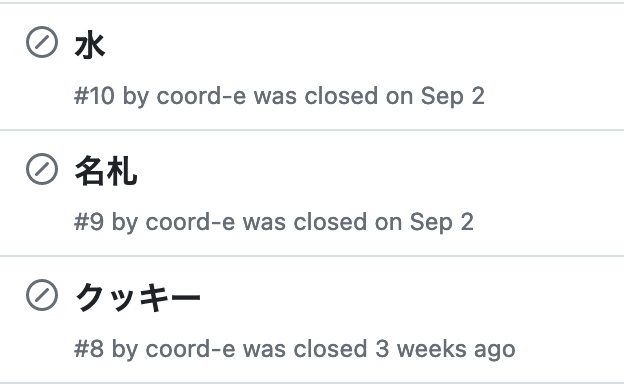 水
#10 by coord-e was closed on Sep 2
名札
#9 by coord-e was closed on Sep 2
クッキー
#8 by coord-e was closed 3 weeks ago